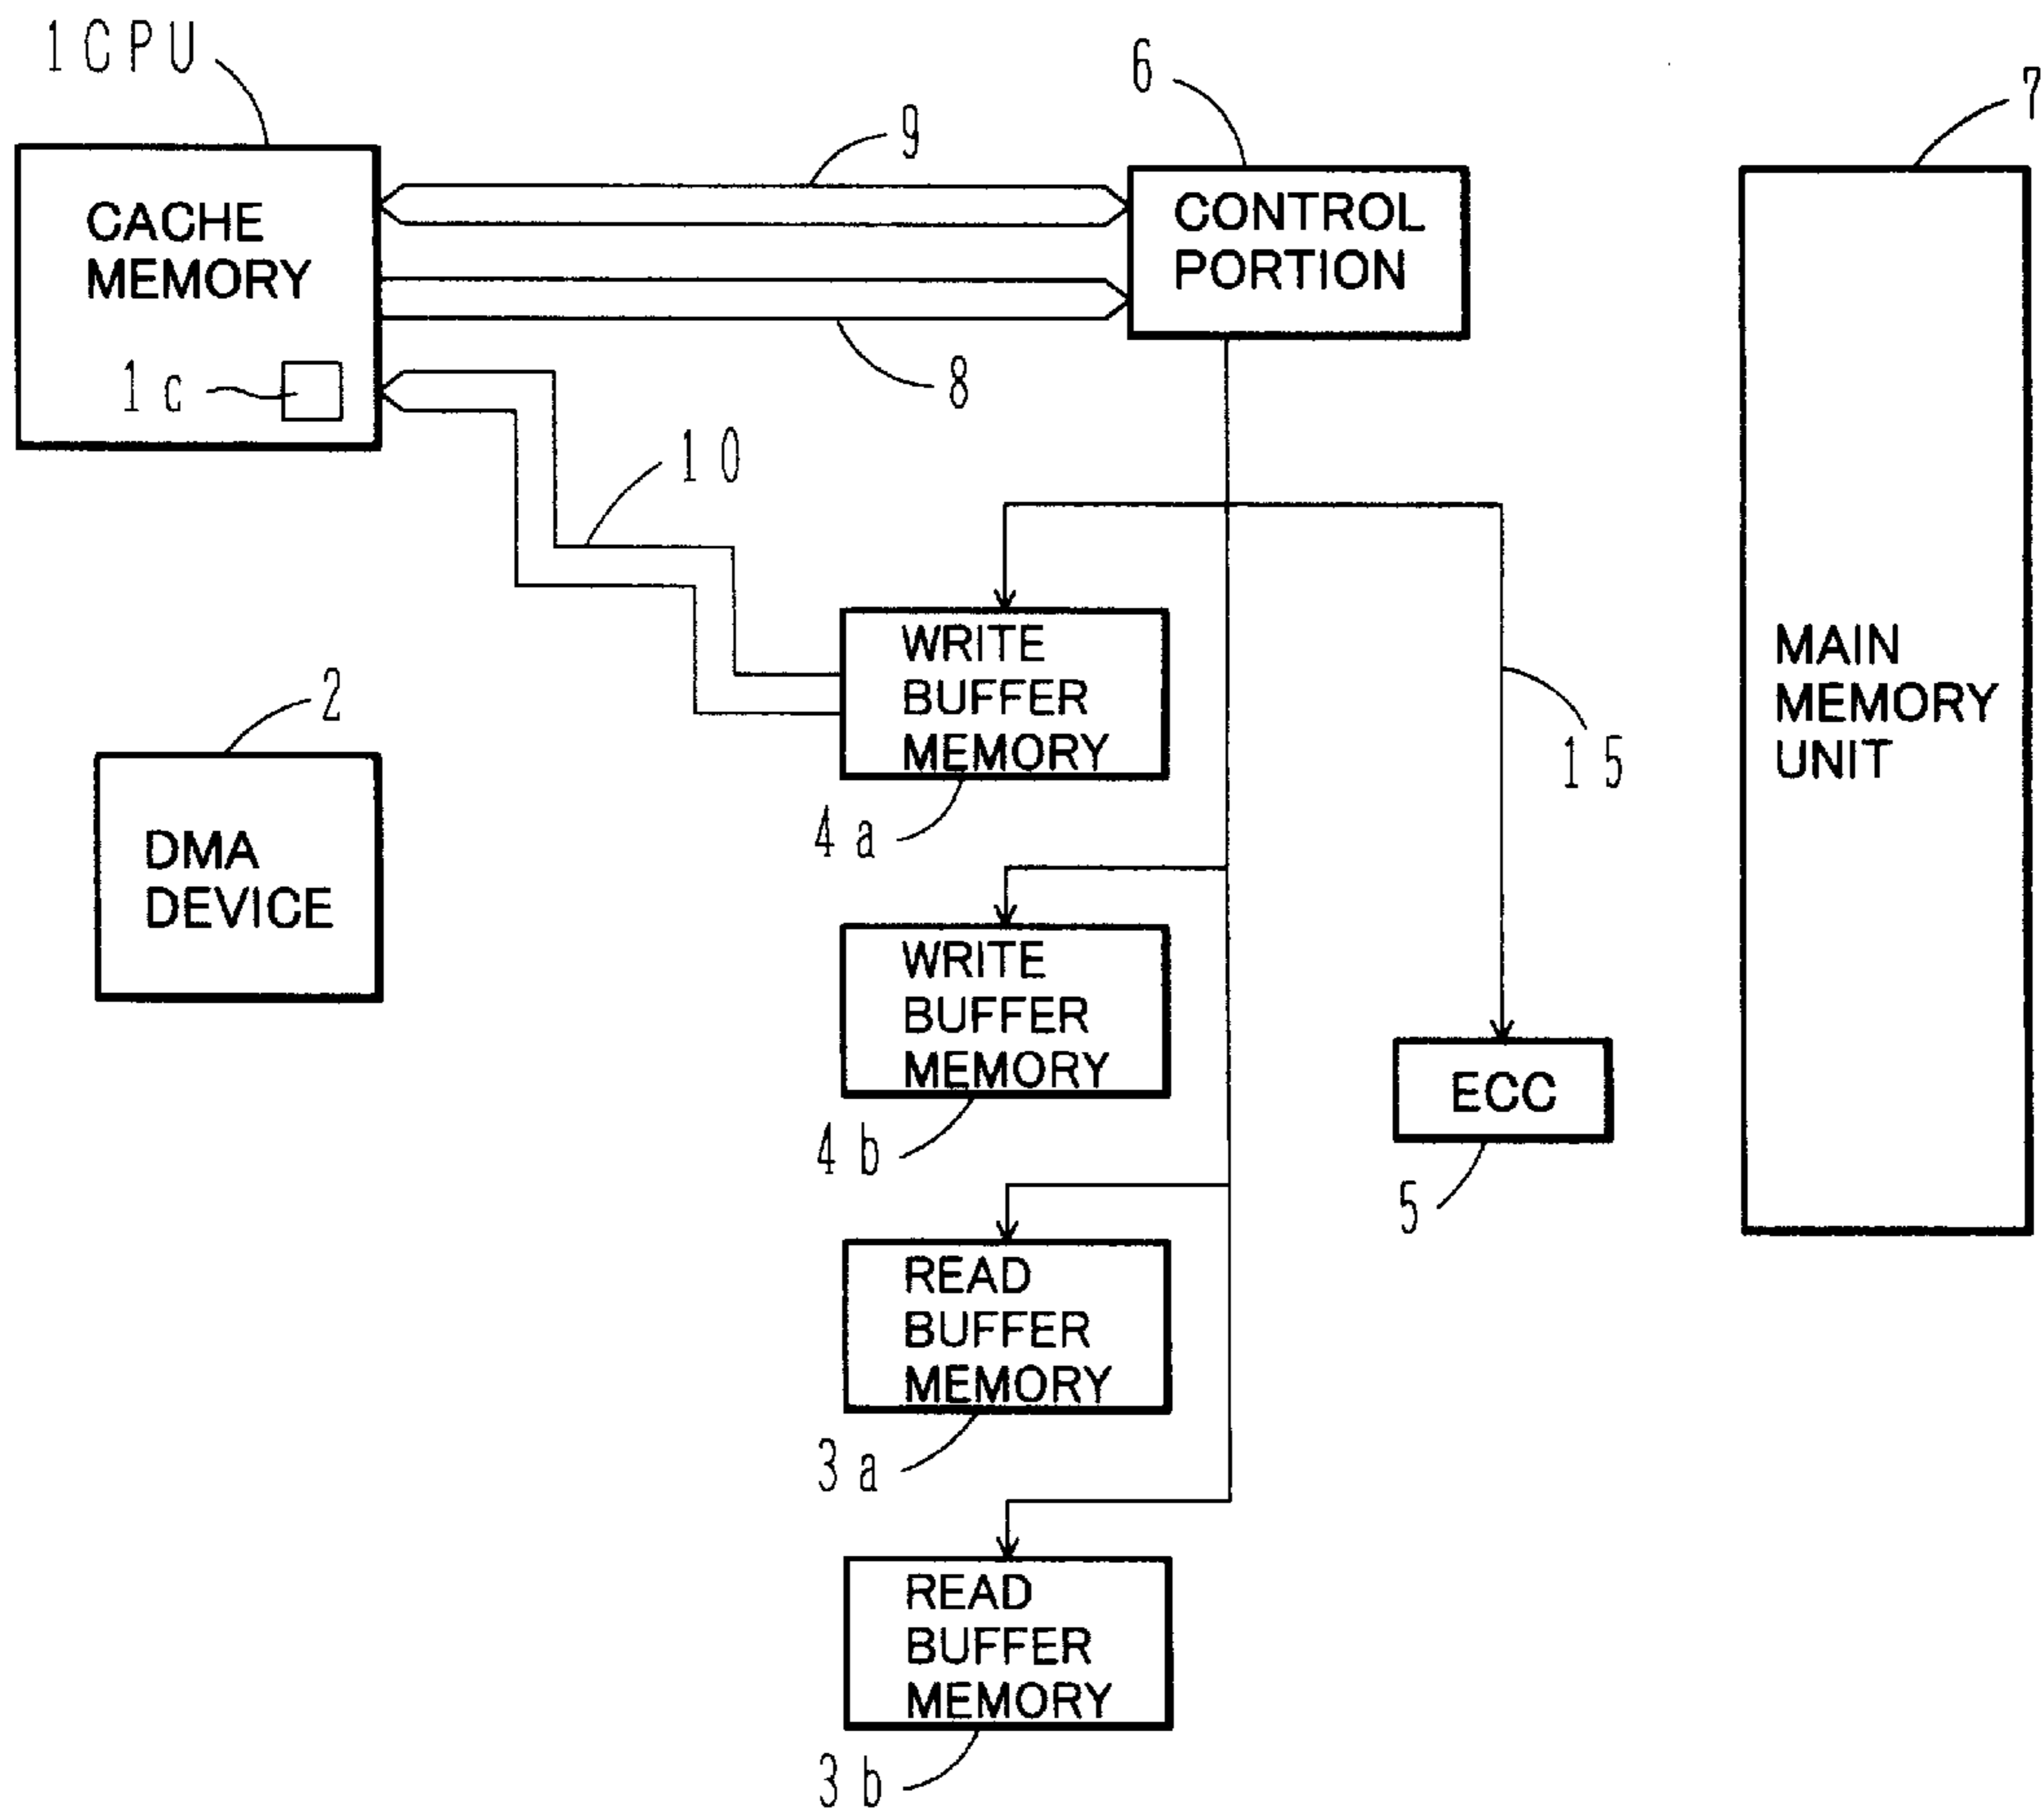 1CPU
6
7
9
CACHE
MEMORY
CONTROL
PORTION
1c
8
10
2
WRITE
BUFFER
MEMORY
MAIN
MEMORY
UNIT
15
4a
DMA
DEVICE
WRITE
BUFFER
MEMORY
ECC
4b
5
READ
BUFFER
MEMORY
3a
READ
BUFFER
MEMORY
3b